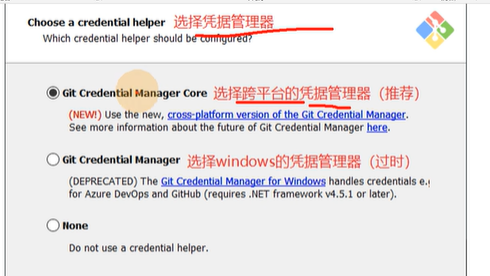 Choose a credential helper 选择凭据管理器
Which credential helper should be configured?
Git Credential Manager Core 选择跨平台的凭据管理器（推荐）
(NEW!) Use the new, cross-platform version of the Git Credential Manager.
See more information about the future of Git Credential Manager here.
Git Credential Manager 选择windows的凭据管理器（过时）
(DEPRECATED) The Git Credential Manager for Windows handles credentials e.g
for Azure DevOps and GitHub (requires .NET framework v4.5.1 or later).
None
Do not use a credential helper.